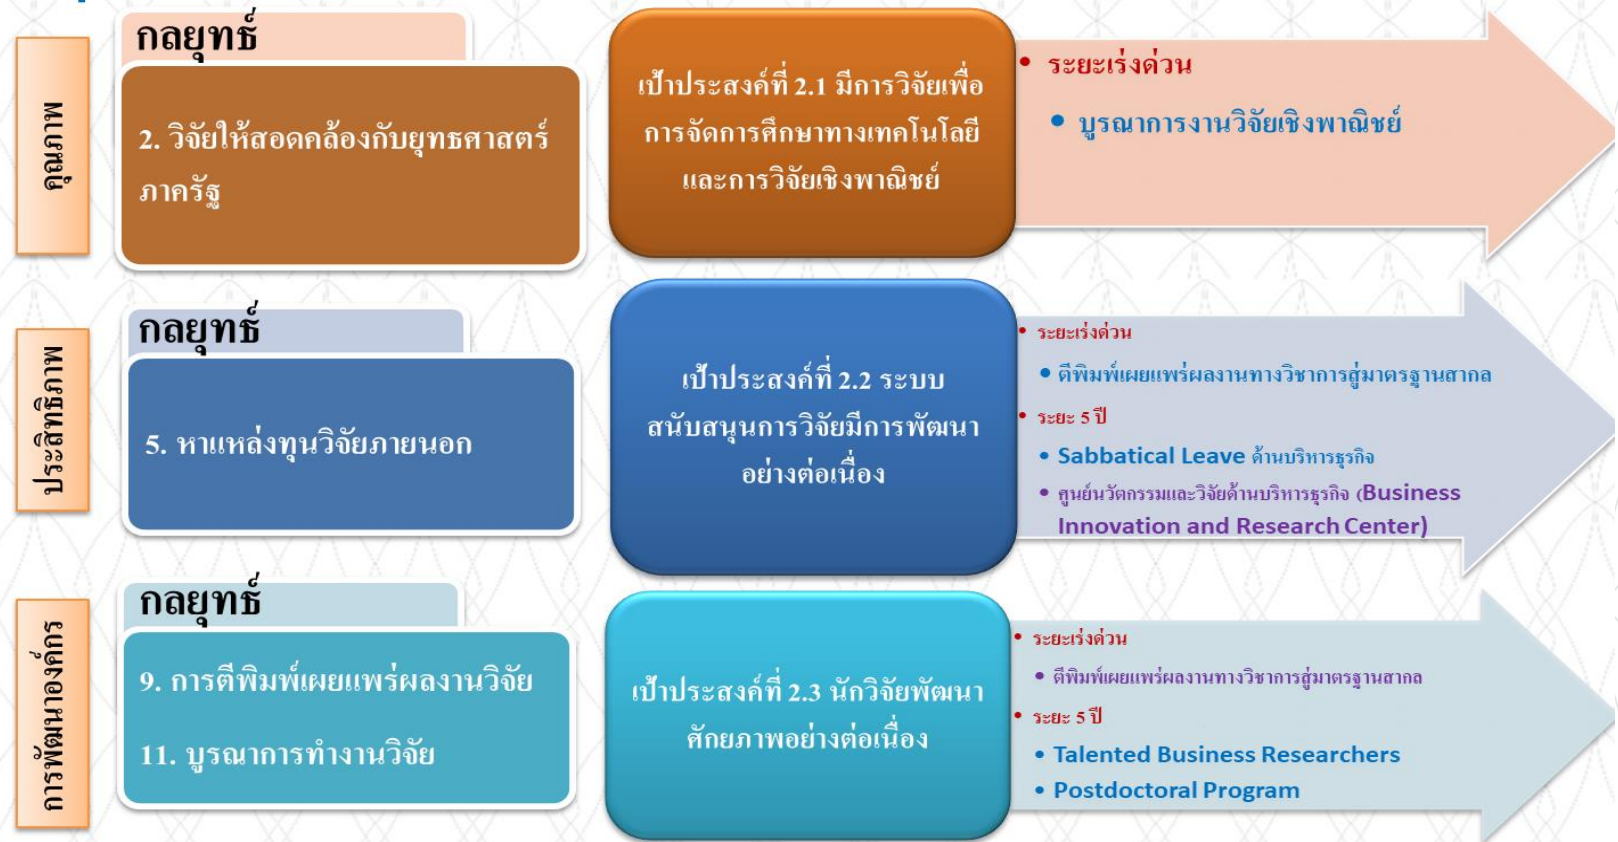 คุณภาพ
กลยุทธ์
2. วิจัยให้สอดคล้องกับยุทธศาสตร์
ภาครัฐ
เป้าประสงค์ที่ 2.1 มีการวิจัยเพื่อ
การจัดการศึกษาทางเทคโนโลยี
และการวิจัยเชิงพาณิชย์
• ระยะเร่งด่วน
• บูรณาการงานวิจัยเชิงพาณิชย์
ประสิทธิภาพ
กลยุทธ์
5. หาแหล่งทุนวิจัยภายนอก
เป้าประสงค์ที่ 2.2 ระบบ
สนับสนุนการวิจัยมีการพัฒนา
อย่างต่อเนื่อง
• ระยะเร่งด่วน
• ตีพิมพ์เผยแพร่ผลงานทางวิชาการสู่มาตรฐานสากล
• ระยะ 5 ปี
• Sabbatical Leave ด้านบริหารธุรกิจ
• ศูนย์นวัตกรรมและวิจัยด้านบริหารธุรกิจ (Business
Innovation and Research Center)
การพัฒนาองค์กร
กลยุทธ์
9. การตีพิมพ์เผยแพร่ผลงานวิจัย
11. บูรณาการทำงานวิจัย
เป้าประสงค์ที่ 2.3 นักวิจัยพัฒนา
ศักยภาพอย่างต่อเนื่อง
• ระยะเร่งด่วน
• ตีพิมพ์เผยแพร่ผลงานทางวิชาการสู่มาตรฐานสากล
• ระยะ 5 ปี
• Talented Business Researchers
• Postdoctoral Program